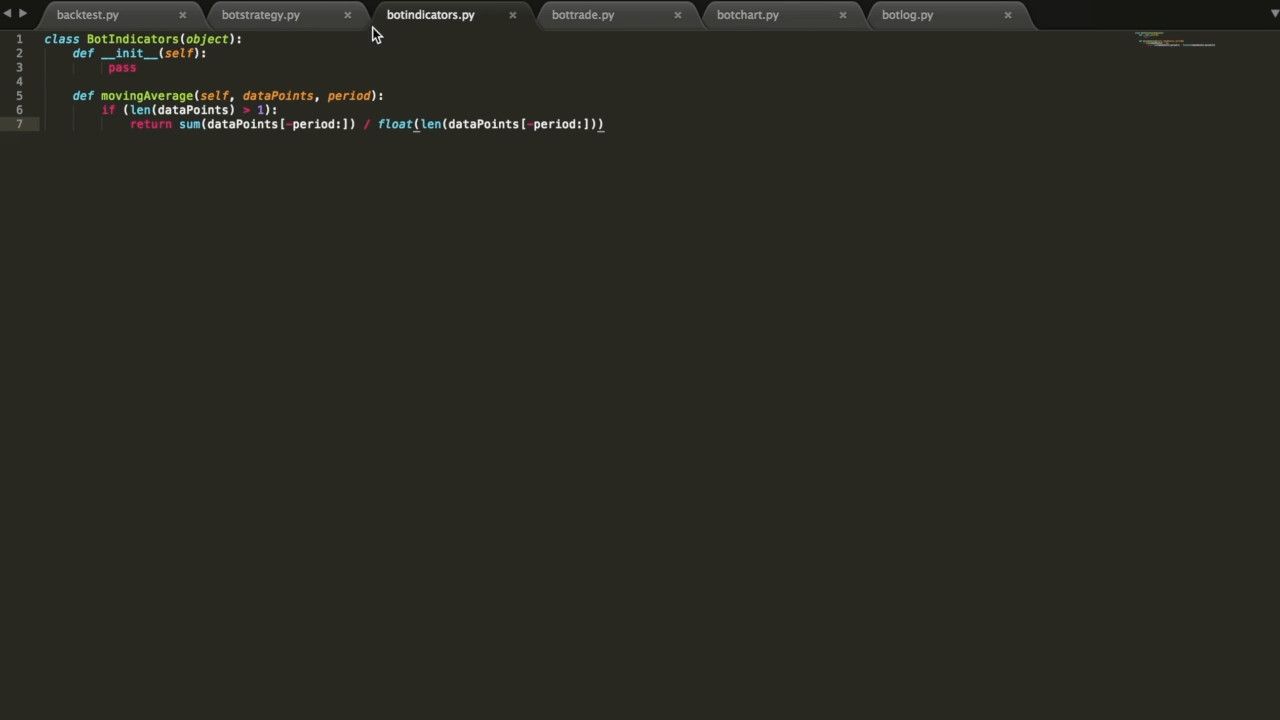 backtest.py × botstrategy.py × botindicators.py × bottrade.py × botchart.py × botlog.py ×
1 class BotIndicators(object):
2     def __init__(self):
3          pass
4
5     def movingAverage(self, dataPoints, period):
6         if (len(dataPoints) > 1):
7             return sum(dataPoints[-period:]) / float(len(dataPoints[-period:]))